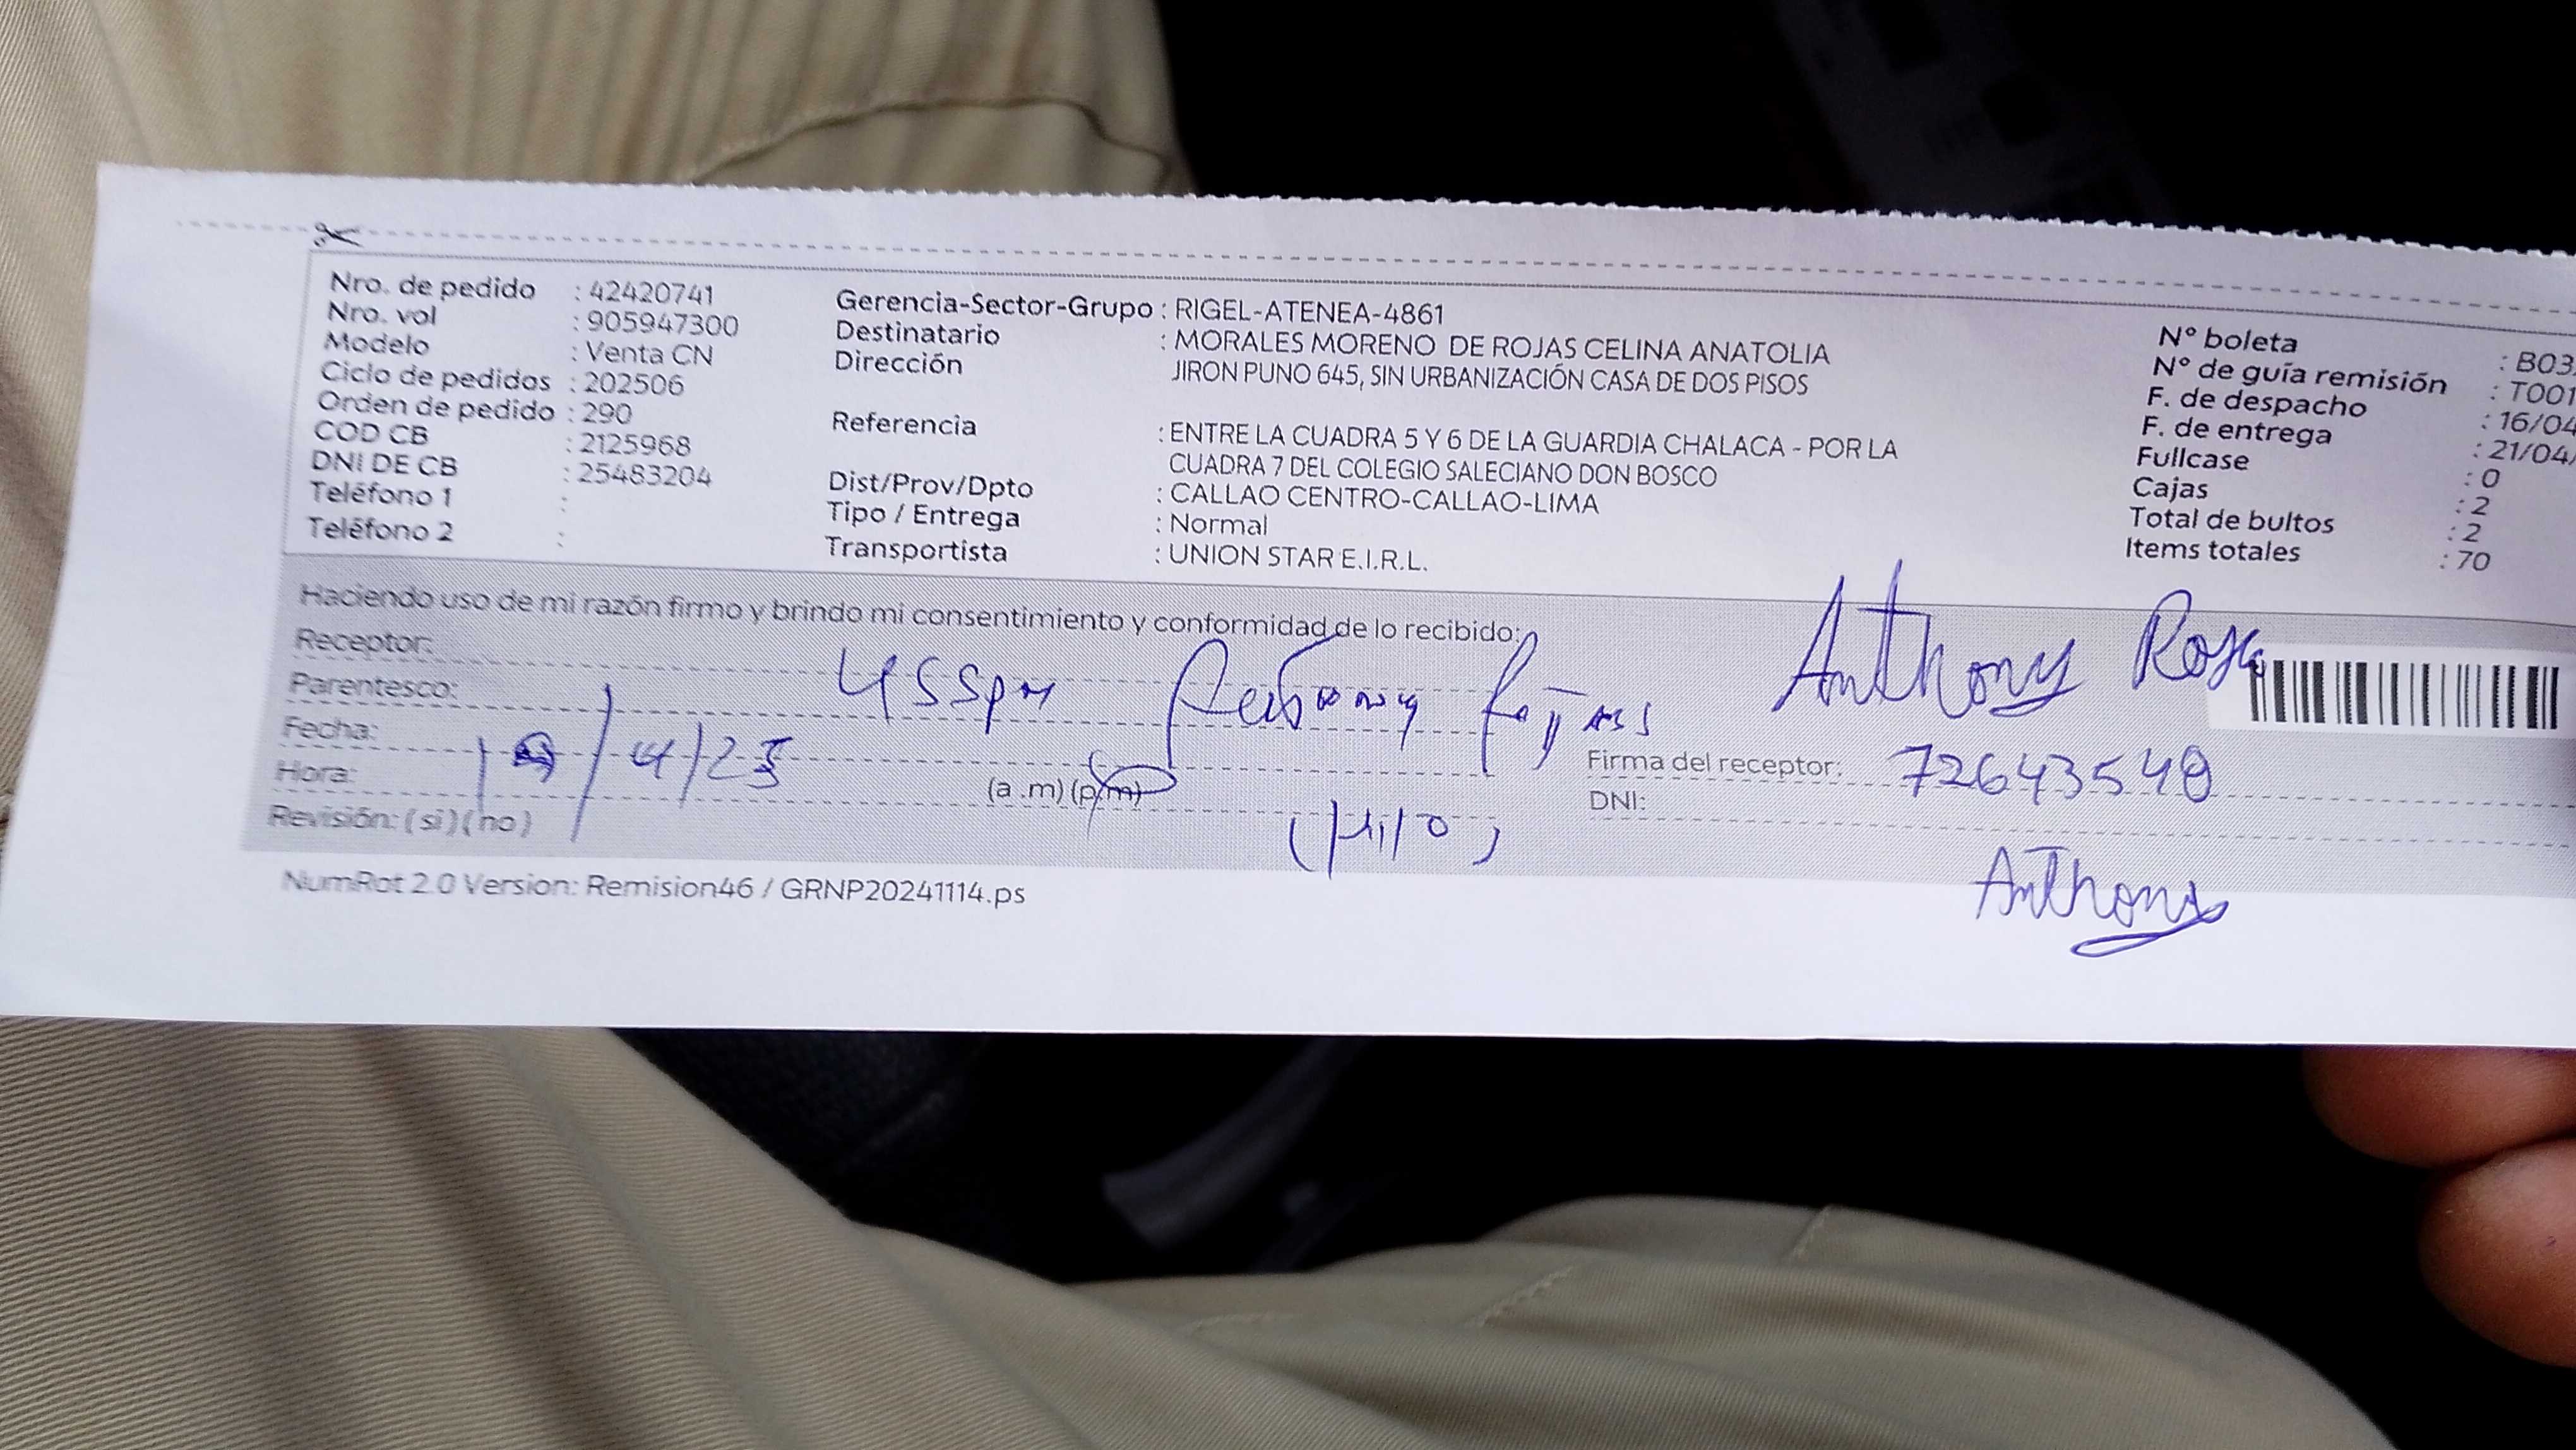 Nro. de pedido : 42420741
Nro. vol : 905947300
Modelo : Venta CN
Ciclo de pedidos : 202506
Orden de pedido : 290
COD CB : 2125968
DNI DE CB : 25483204
Teléfono 1 :
Teléfono 2 :
Gerencia-Sector-Grupo : RIGEL-ATENEA-4861
Destinatario : MORALES MORENO DE ROJAS CELINA ANATOLIA
Dirección JIRON PUNO 645, SIN URBANIZACIÓN CASA DE DOS PISOS
Referencia : ENTRE LA CUADRA 5 Y 6 DE LA GUARDIA CHALACA - POR LA
CUADRA 7 DEL COLEGIO SALECIANO DON BOSCO
Dist/Prov/Dpto : CALLAO CENTRO-CALLAO-LIMA
Tipo / Entrega : Normal
Transportista : UNION STAR E.I.R.L.
N° boleta : B03
N° de guía remisión : T001
F. de despacho : 16/04
F. de entrega : 21/04/
Fullcase : 0
Cajas : 2
Total de bultos : 2
Items totales : 70
Haciendo uso de mi razón firmo y brindo mi consentimiento y conformidad de lo recibido:
Receptor:
Anthony
Parentesco: 455pm
Fecha:
Hora: (a .m) (p.m)
Revisión: (si) (no)
(Hijo)
Firma del receptor: 72643540
DNI:
Anthony
NumRot 2.0 Version: Remision46 / GRNP20241114.ps